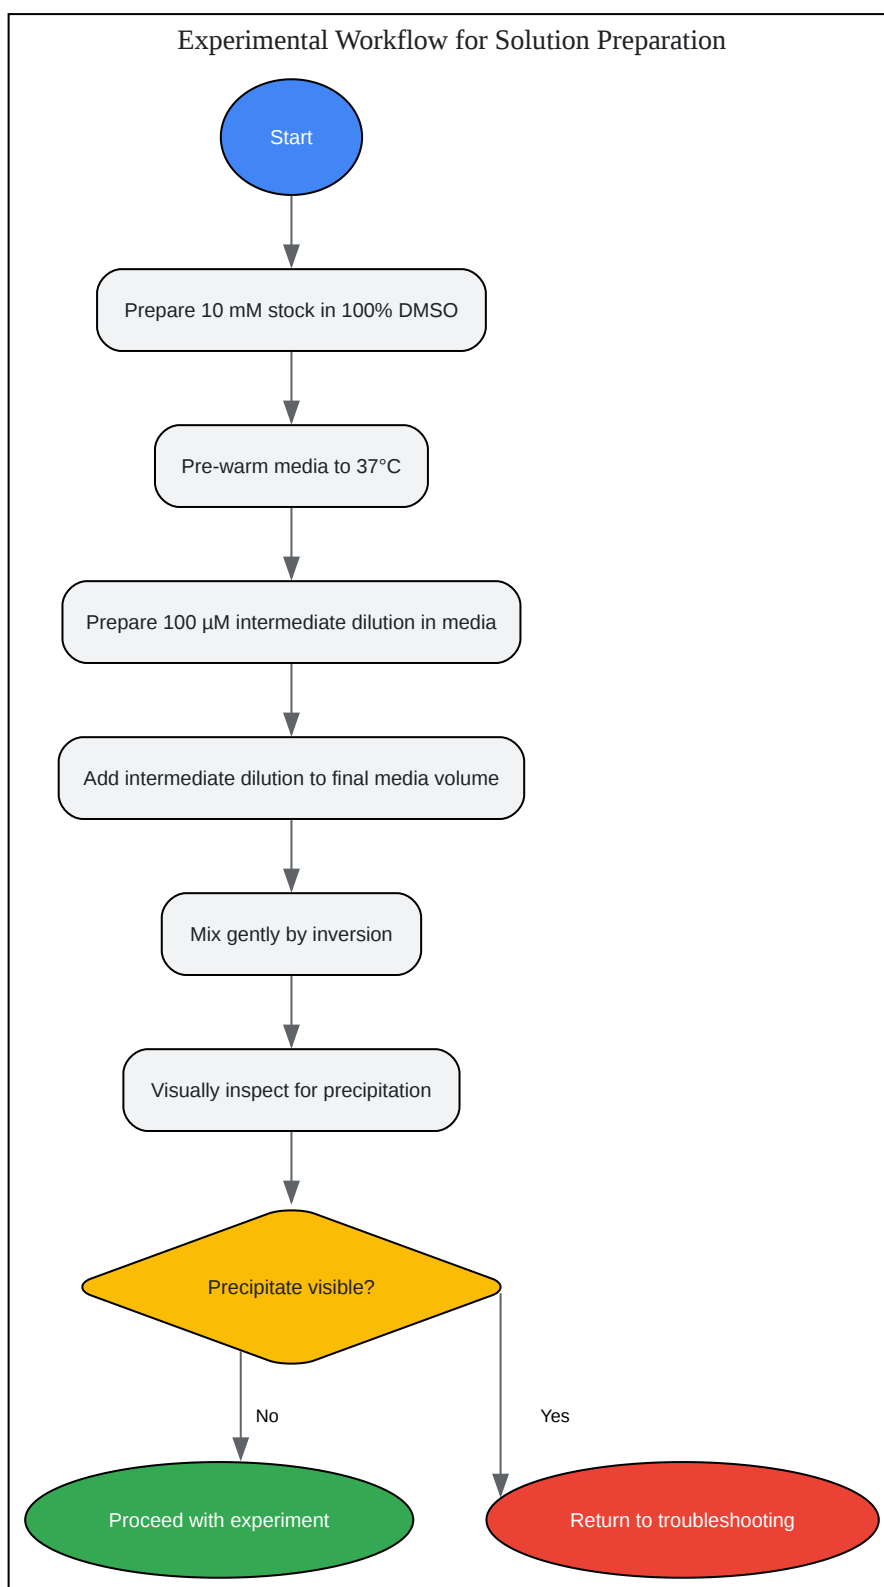 Experimental Workflow for Solution Preparation
Start
Prepare 10 mM stock in 100% DMSO
Pre-warm media to 37°C
Prepare 100 µM intermediate dilution in media
Add intermediate dilution to final media volume
Mix gently by inversion
Visually inspect for precipitation
Precipitate visible?
No
Yes
Proceed with experiment
Return to troubleshooting